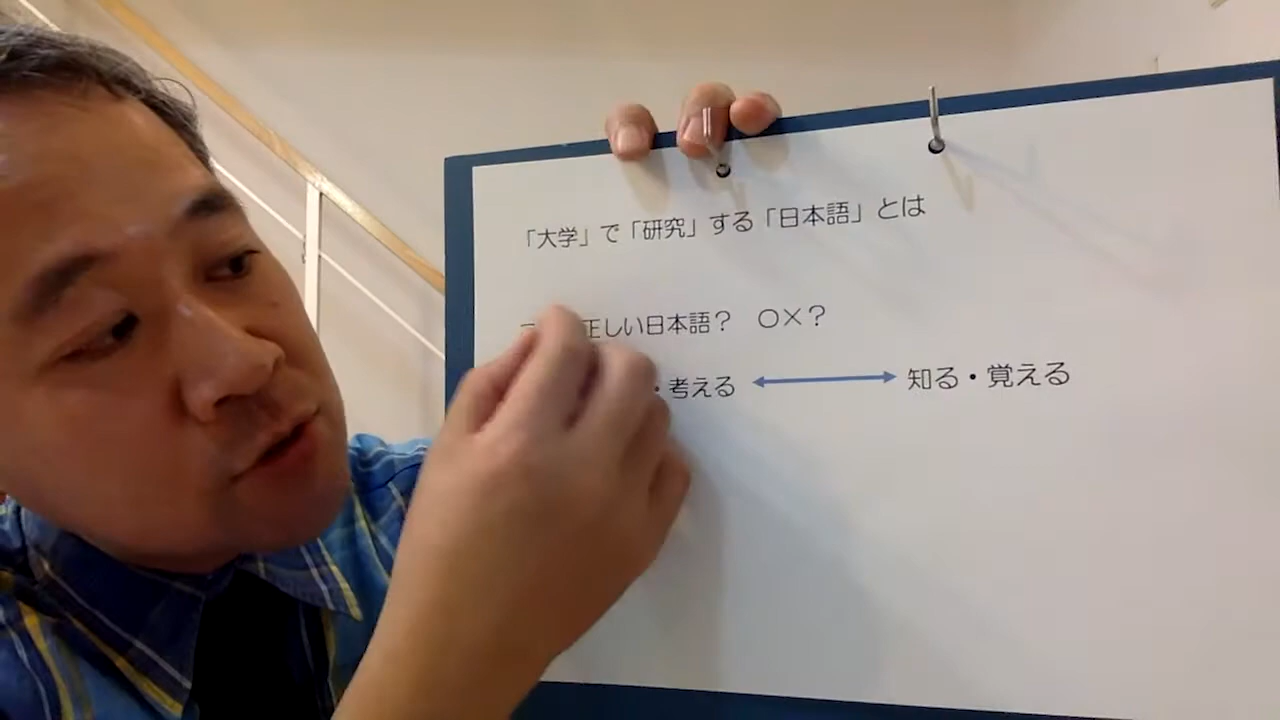 「大学」で「研究」する「日本語」とは
正しい日本語？ ○×？
・考える ⟷ 知る・覚える